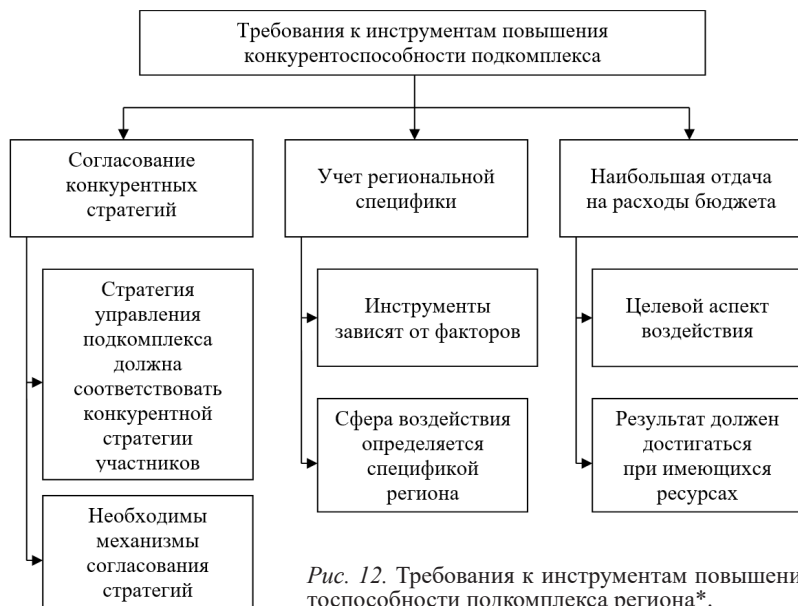 Требования к инструментам повышения
конкурентоспособности подкомплекса
Согласование
конкурентных
стратегий
Учет региональной
специфики
Наибольшая отдача
на расходы бюджета
Стратегия
управления
подкомплекса
должна
соответствовать
конкурентной
стратегии
участников
Необходимы
механизмы
согласования
стратегий
Инструменты
зависят от факторов
Сфера воздействия
определяется
спецификой
региона
Целевой аспект
воздействия
Результат должен
достигаться
при имеющихся
ресурсах
Рис. 12. Требования к инструментам повышени
тоспособности подкомплекса региона*.